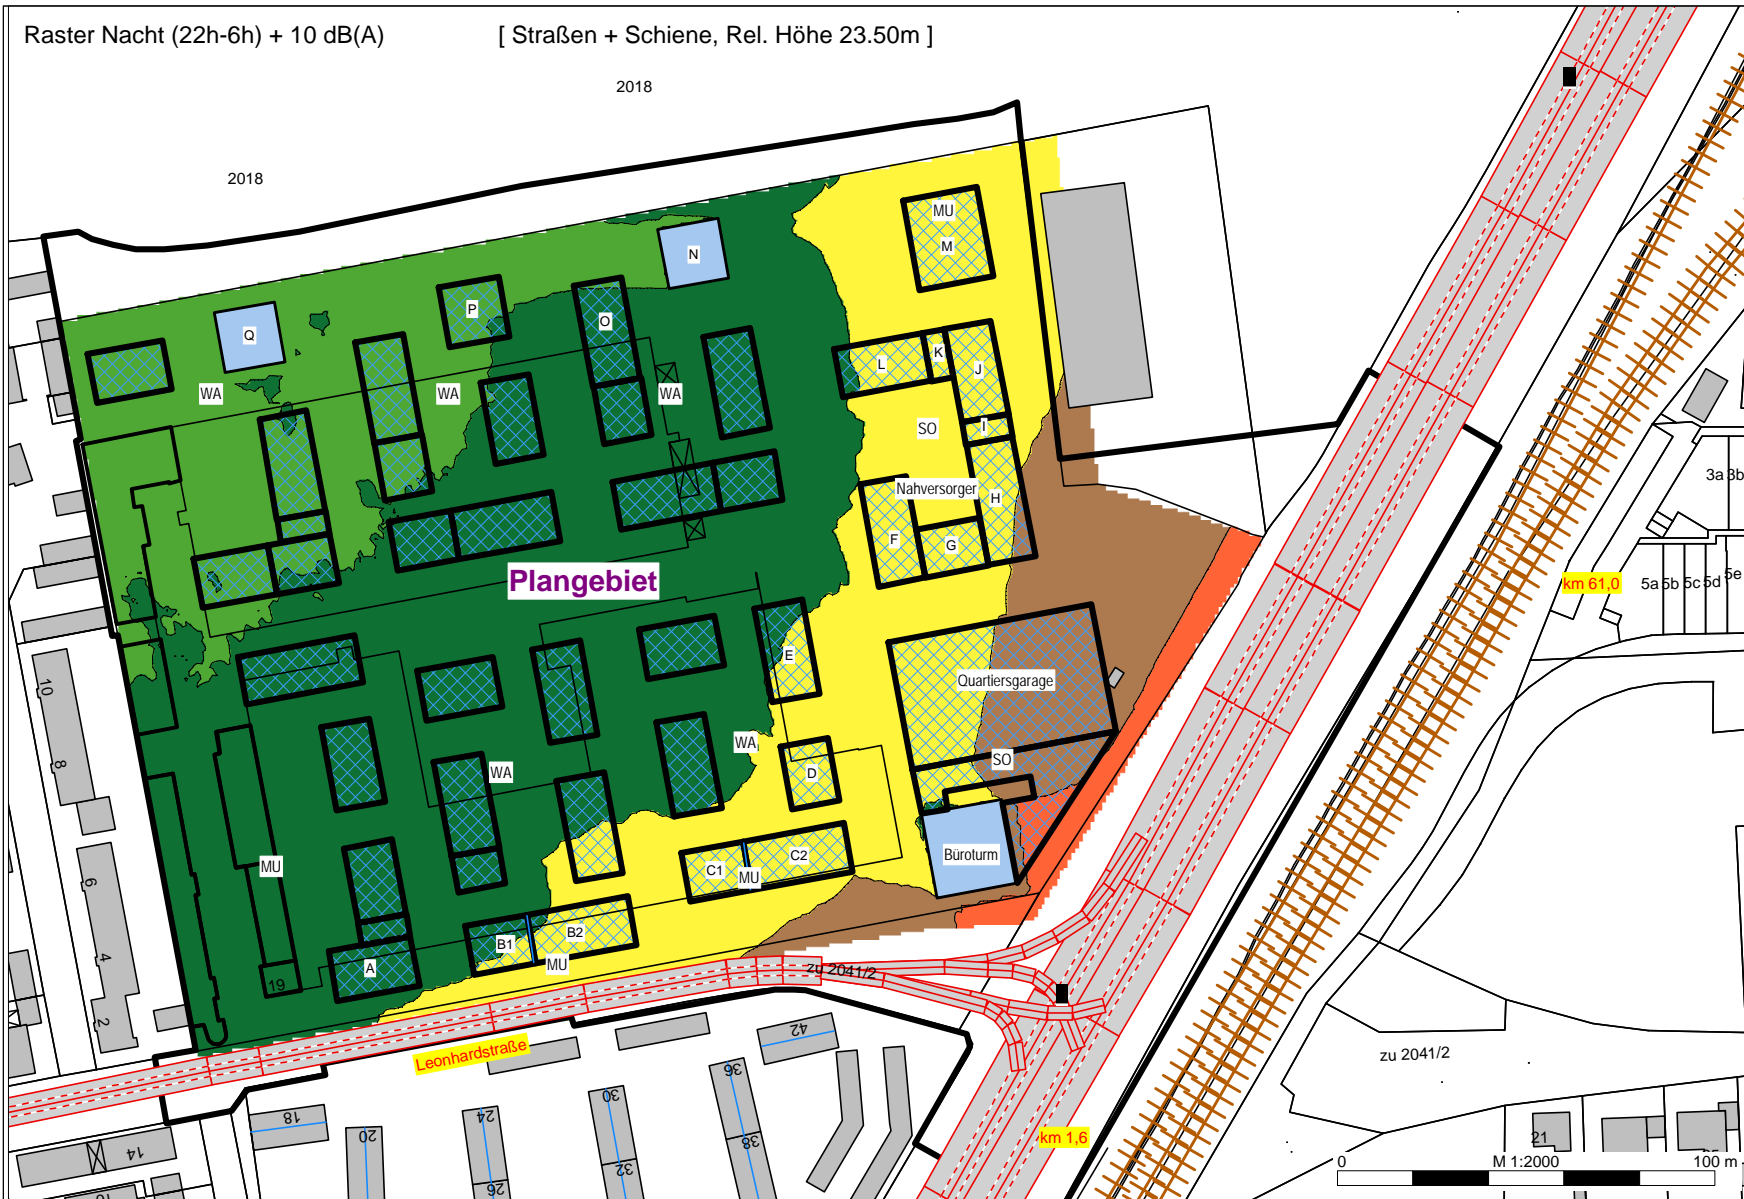 Raster Nacht (22h-6h) + 10 dB(A) [ Straßen + Schiene, Rel. Höhe 23.50m ]
2018
2018
MU
M
N
Q
P
O
L
K
J
I
WA
WA
WA
SO
Nahversorger
H
F
G
3a 3b
Plangebiet
km 61,0
5a 5b 5c 5d 5e
E
Quartiersgarage
10
8
WA
WA
D
SO
MU
C1
C2
MU
Büroturm
6
4
2
B1
B2
MU
A
19
zu 2041/2
Leonhardstraße
42
zu 2041/2
36
30
24
18
20
38
32
26
14
km 1,6
21
0 M 1:2000 100 m